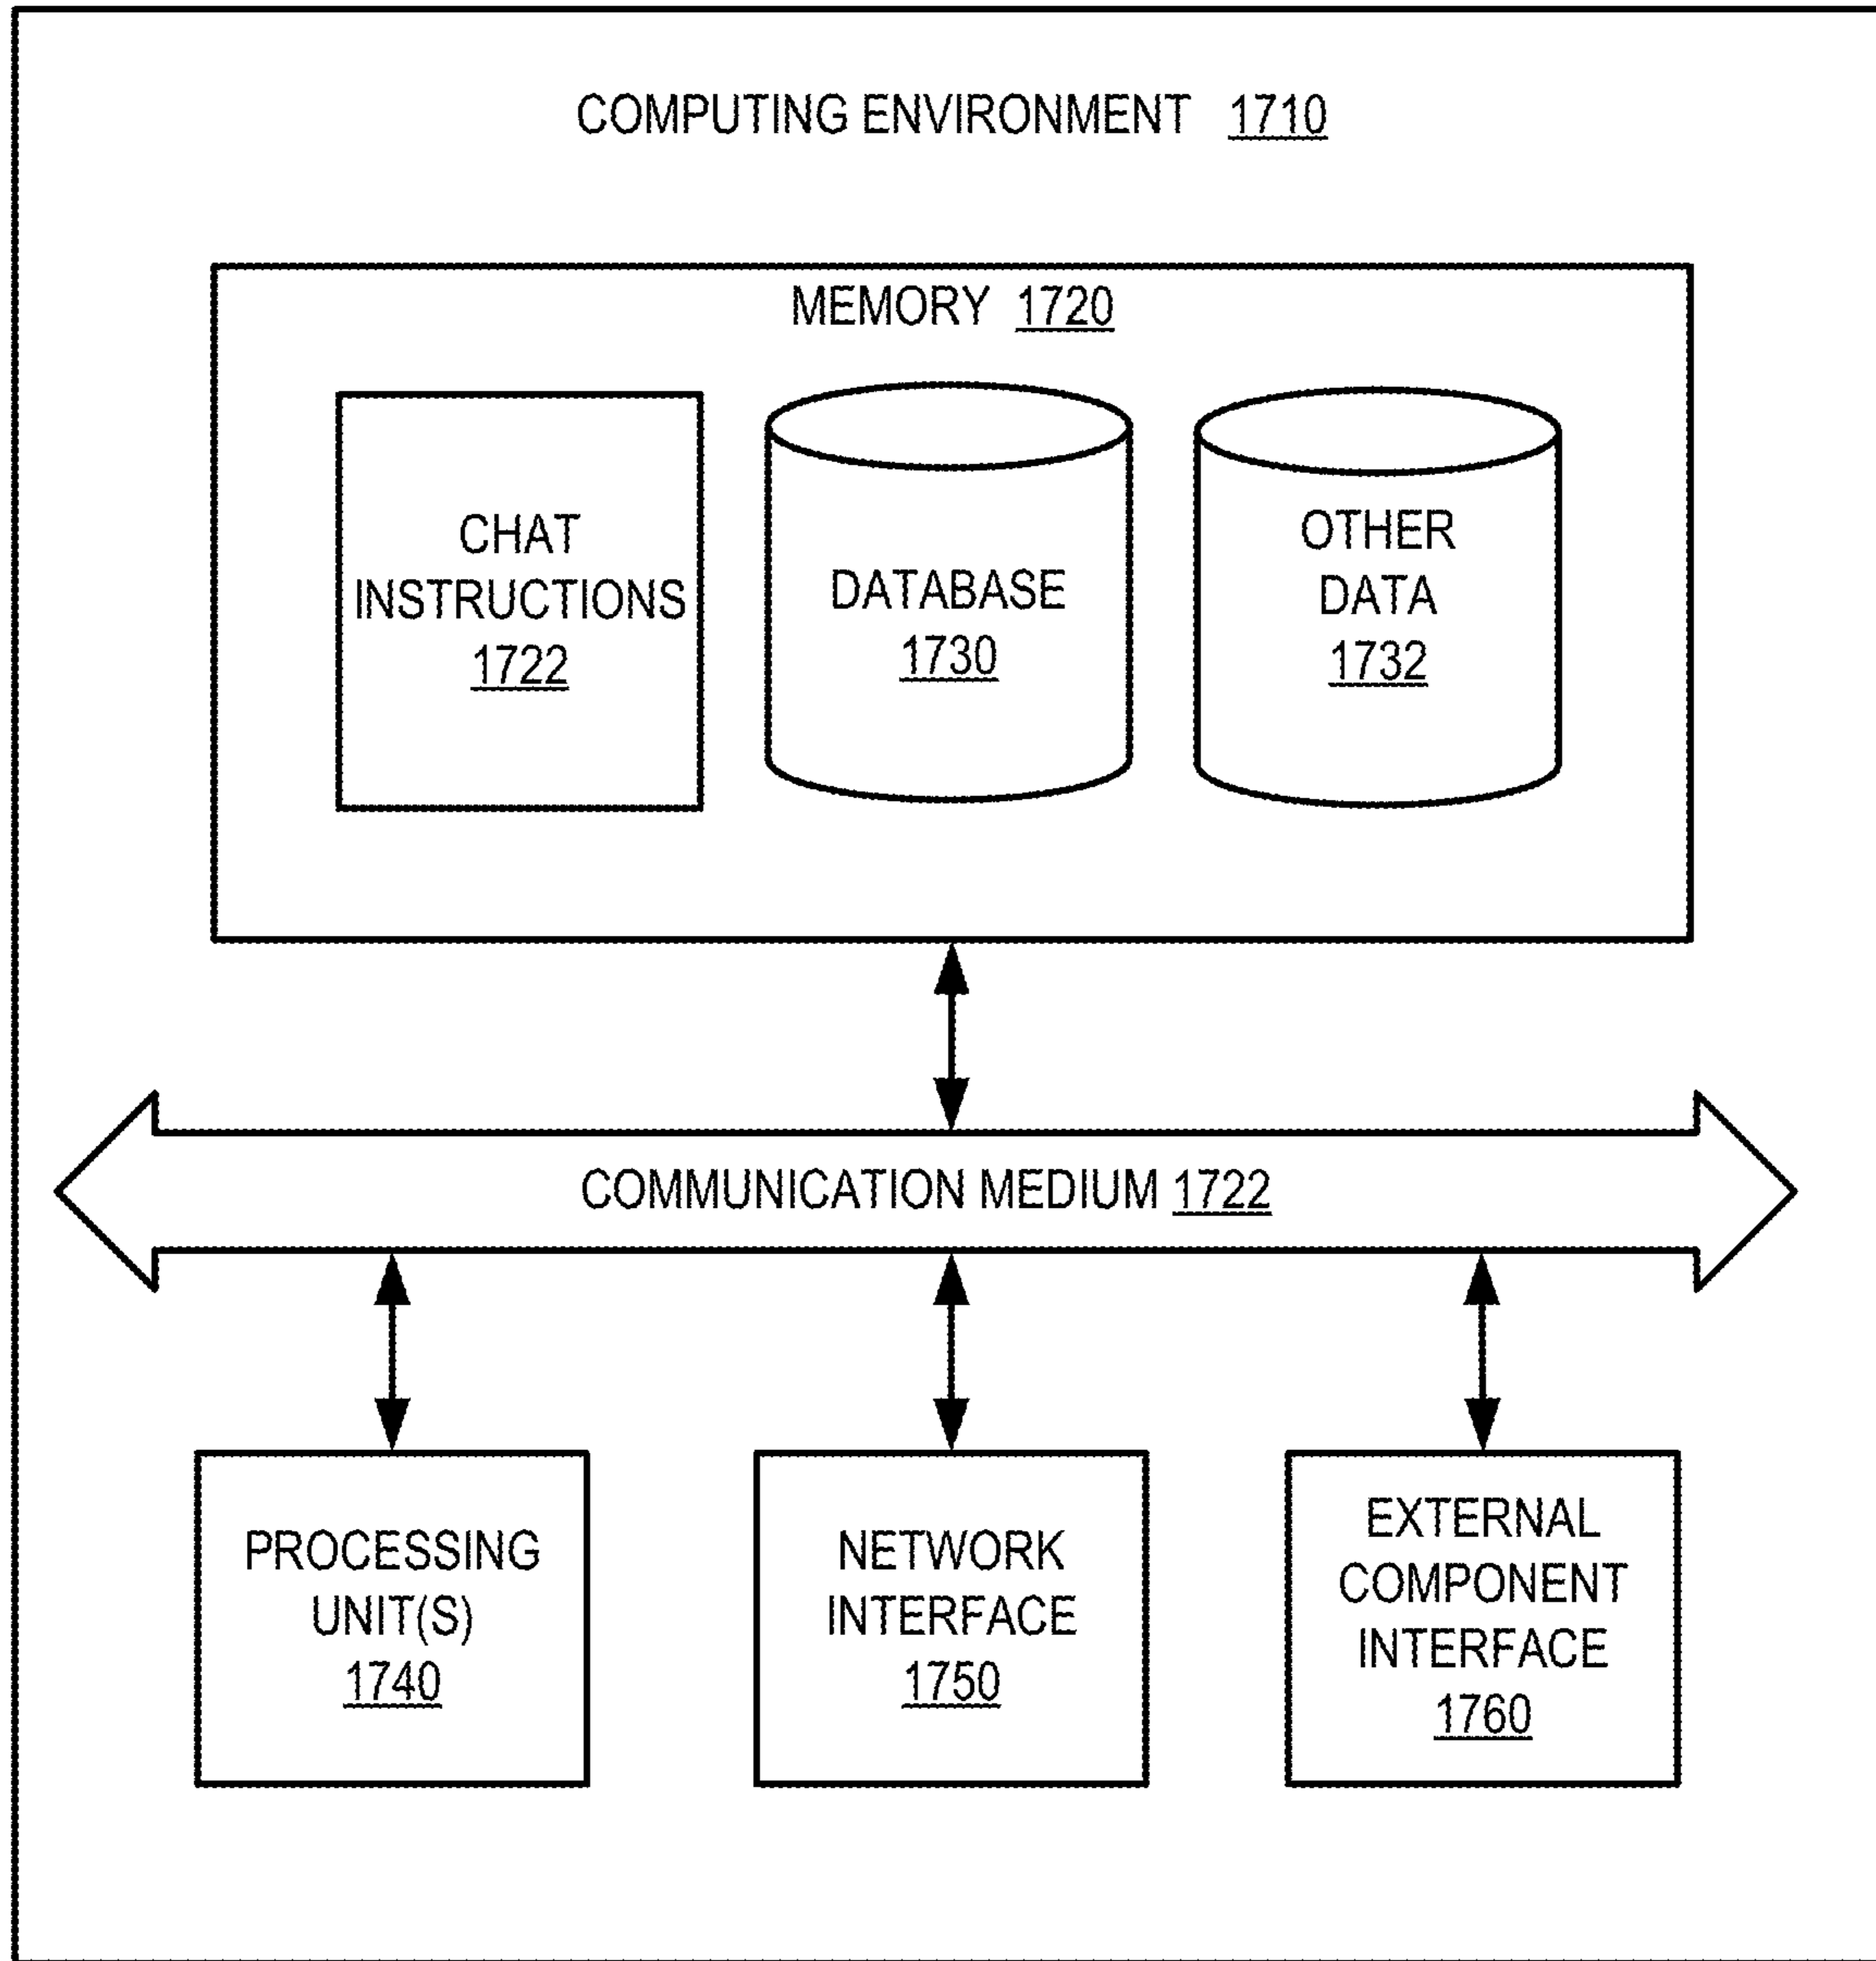 COMPUTING ENVIRONMENT 1710
MEMORY 1720
CHAT
INSTRUCTIONS
1722
DATABASE
1730
OTHER
DATA
1732
COMMUNICATION MEDIUM 1722
PROCESSING
UNIT(S)
1740
NETWORK
INTERFACE
1750
EXTERNAL
COMPONENT
INTERFACE
1760